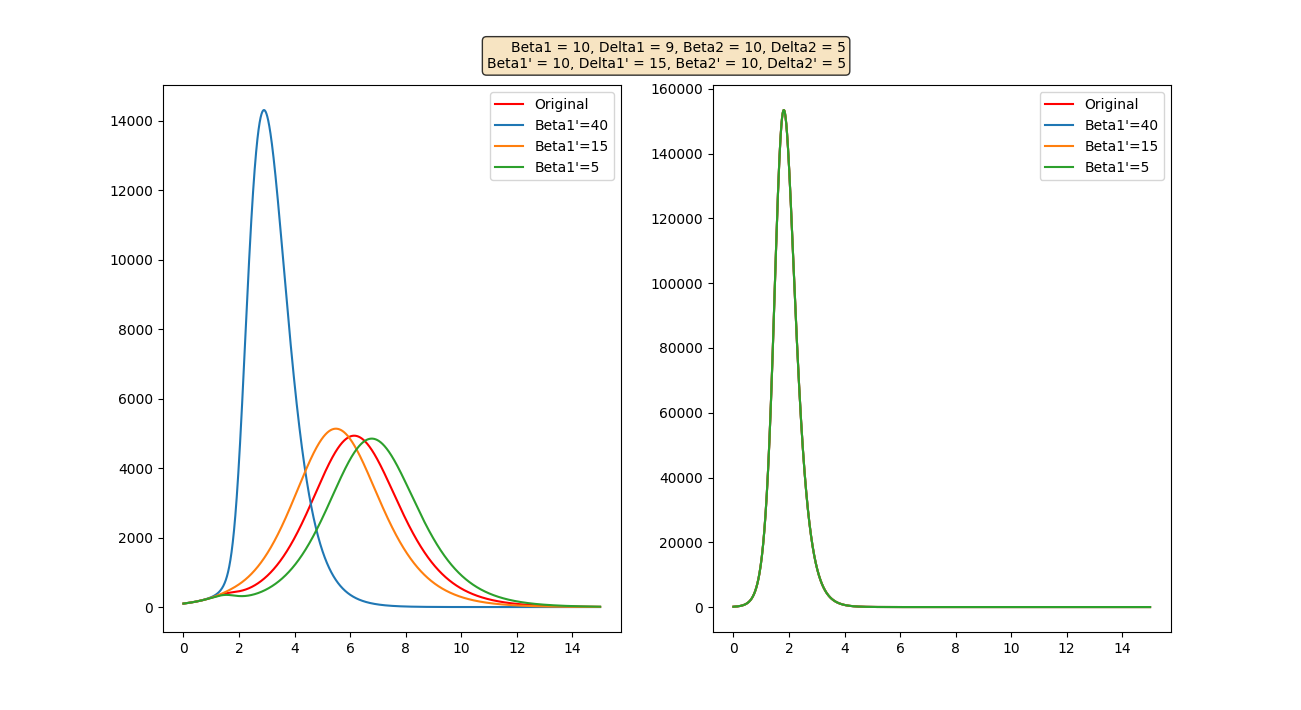 Beta1 = 10, Delta1 = 9, Beta2 = 10, Delta2 = 5
Beta1' = 10, Delta1' = 15, Beta2' = 10, Delta2' = 5
Original
Beta1'=40
Beta1'=15
Beta1'=5
14000
12000
10000
8000
6000
4000
2000
0
0 2 4 6 8 10 12 14
Original
Beta1'=40
Beta1'=15
Beta1'=5
160000
140000
120000
100000
80000
60000
40000
20000
0
0 2 4 6 8 10 12 14